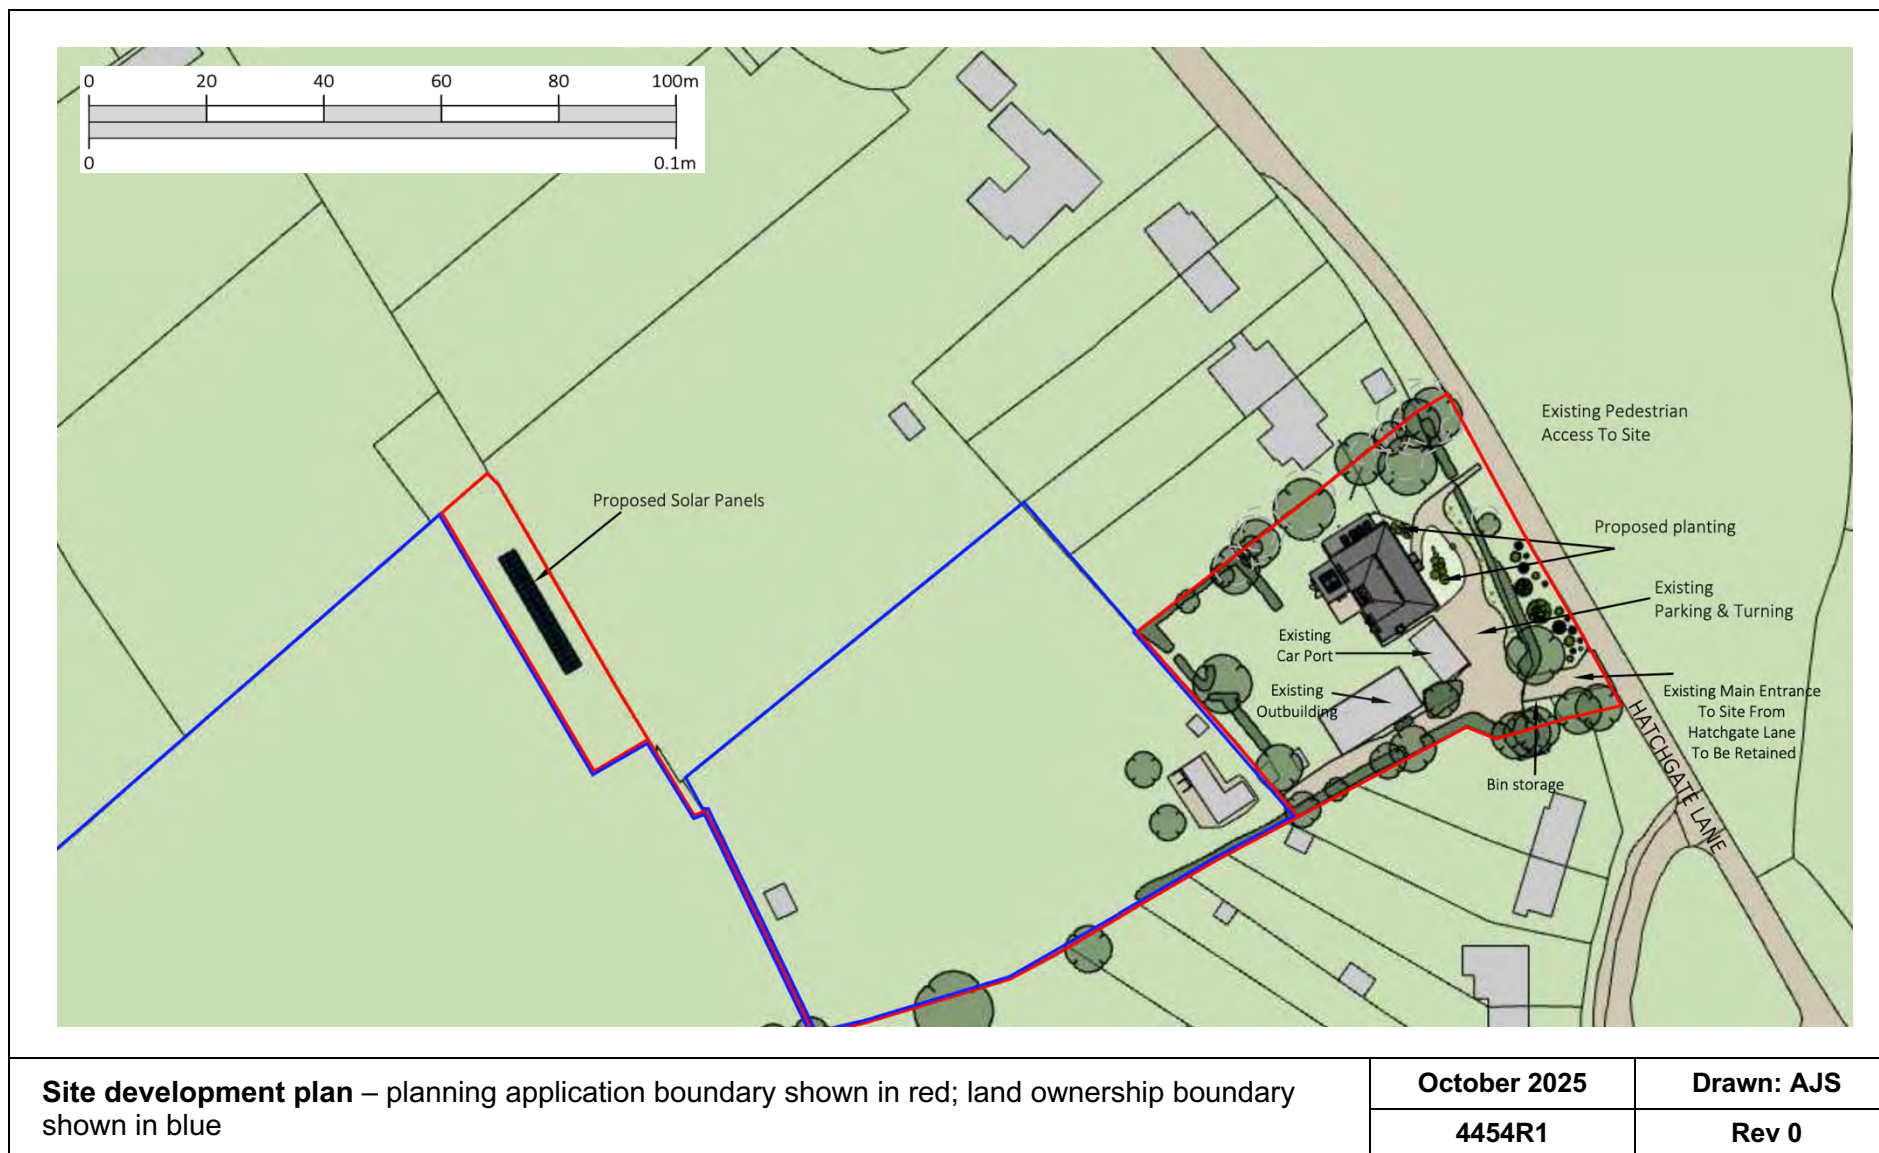 0 20 40 60 80 100m
0 0.1m
Existing Pedestrian
Access To Site
Proposed Solar Panels
Proposed planting
Existing
Parking & Turning
Existing
Car Port
Existing
Outbuilding
Existing Main Entrance
To Site From
Hatchgate Lane
To Be Retained
HATCHGATE LANE
Bin storage
Site development plan – planning application boundary shown in red; land ownership boundary
shown in blue
October 2025
Drawn: AJS
4454R1
Rev 0